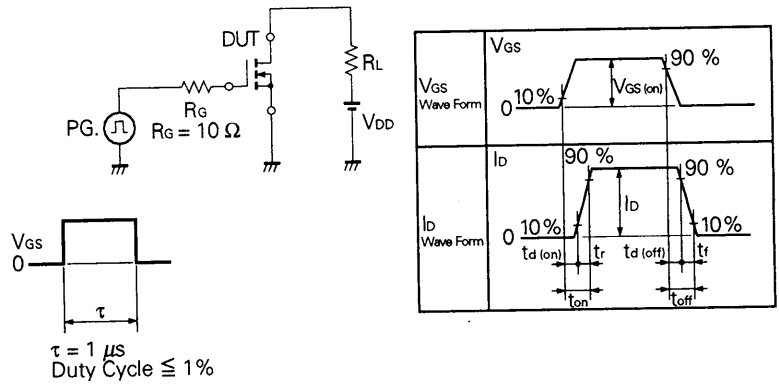 DUT
RL
RG
PG.
RG = 10 Ω
VDD
VGS
0
τ
τ = 1 μs
Duty Cycle ≦ 1%
VGS
Wave Form
VGS
90 %
VGS (on)
10%
0
ID
Wave Form
ID
90 %
90 %
ID
0
10%
10%
td (on)
tr
td (off)
tf
ton
toff